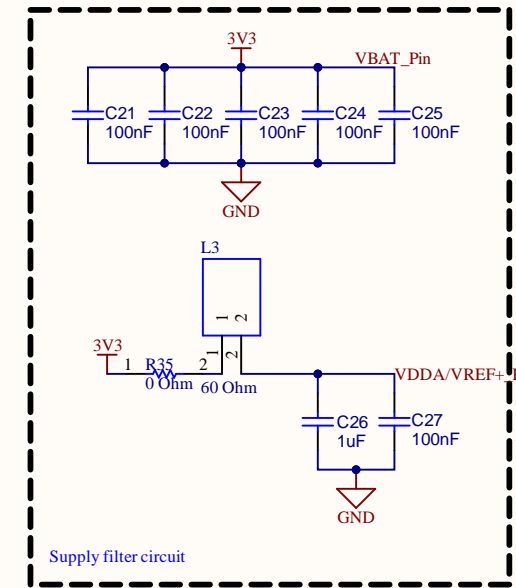 3V3
VBAT_Pin
C21 C22 C23 C24 C25
100nF 100nF 100nF 100nF 100nF
GND
L3
1 2
3V3
1 R35 2 1 2
0 Ohm 60 Ohm
VDDA/VREF+_
C26 C27
1uF 100nF
GND
Supply filter circuit